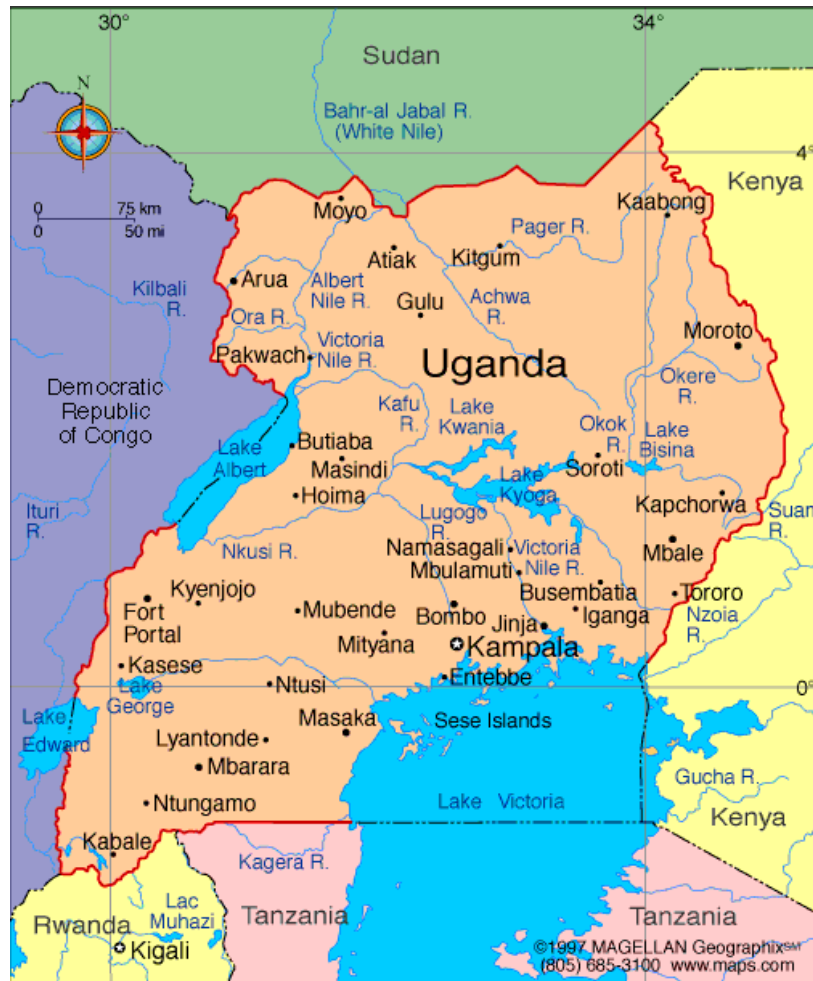 30°
34°
Sudan
N
Bahr-al Jabal R.
(White Nile)
4°
Kenya
0
75 km
0
50 mi
Moyo
Kaabong
Pager R.
Atiak
Kitgum
Arua
Albert
Nile R.
Kilbali
R.
Achwa
R.
Gulu
Ora R.
Moroto
Pakwach
Victoria
Nile R.
Uganda
Okere
R.
Democratic
Republic
of Congo
Kafu
R.
Lake
Kwania
Okok
R.
Lake
Bisina
Lake
Albert
Butiaba
Masindi
Soroti
Lake
Kyoga
Hoima
Kapchorwa
Ituri
R.
Lugogo
R.
Suam
R.
Nkusi R.
Namasagali
Victoria
Nile R.
Mbale
Mbulamuti
Kyenjojo
Busembatia
Tororo
Fort
Portal
Mubende
Bombo
Iganga
Nzoia
R.
Jinja
Mityana
Kampala
Kasese
Entebbe
0°
Lake
George
Ntusi
Lake
Edward
Masaka
Sese Islands
Lyantonde
Mbarara
Gucha R.
Ntungamo
Lake Victoria
Kenya
Kabale
Kagera R.
Lac
Muhazi
Rwanda
Tanzania
Tanzania
Kigali
©1997 MAGELLAN Geographix℠
(805) 685-3100 www.maps.com